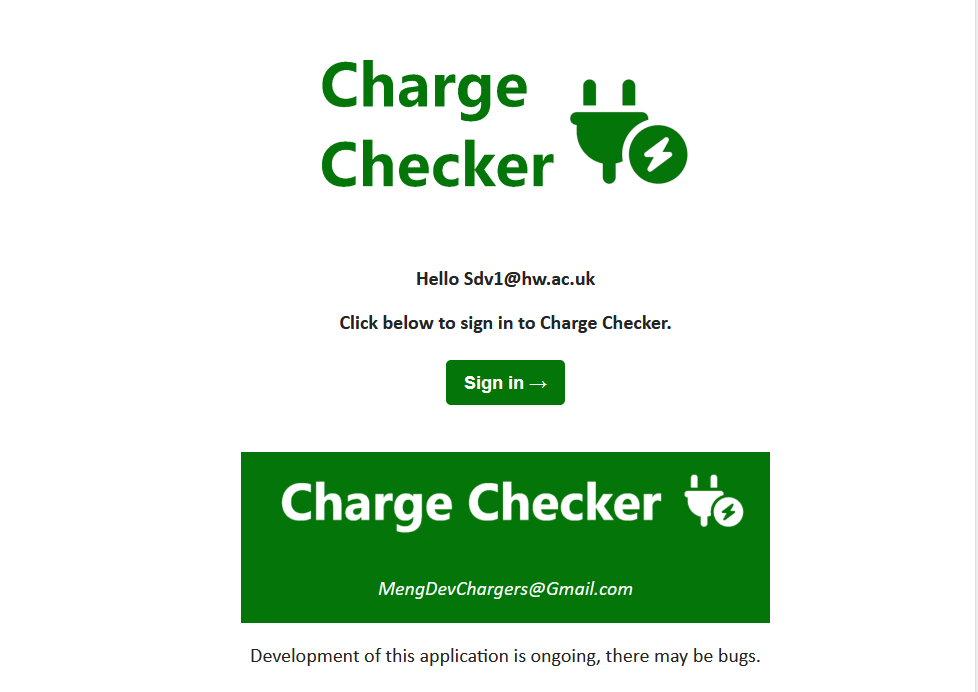 Charge
Checker
Hello Sdv1@hw.ac.uk
Click below to sign in to Charge Checker.
Sign in →
Charge Checker
MengDevChargers@Gmail.com
Development of this application is ongoing, there may be bugs.